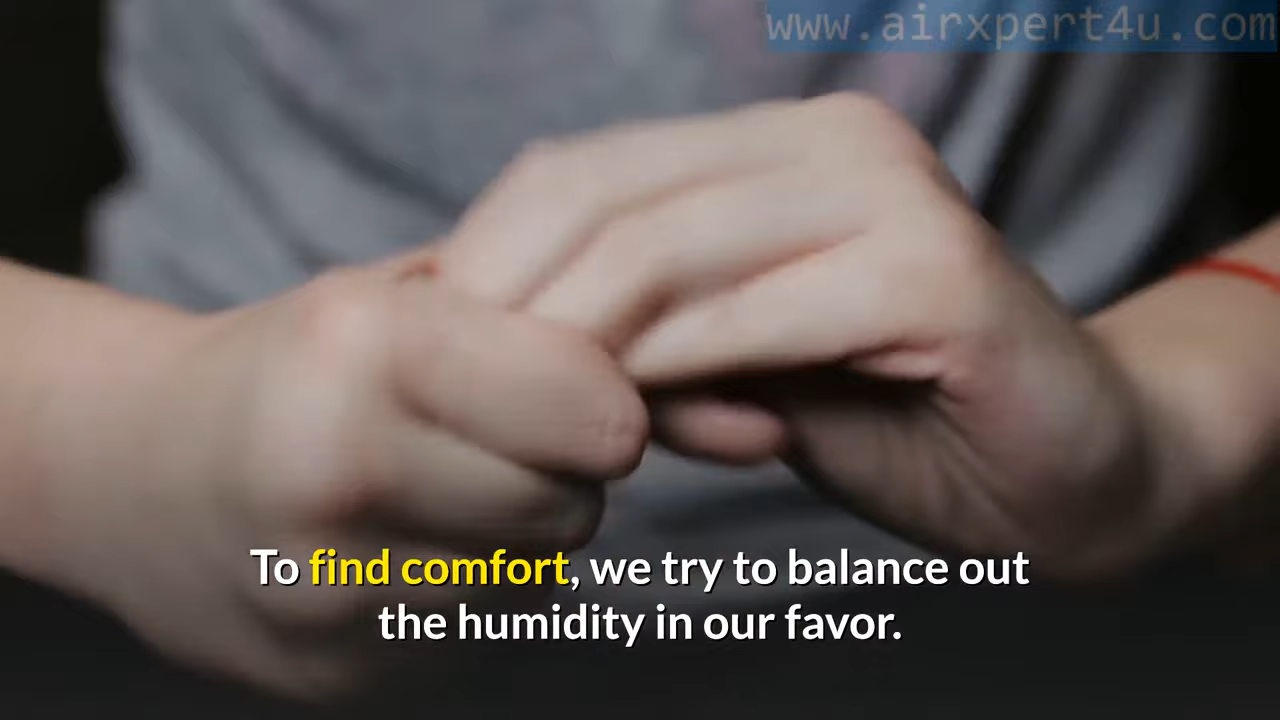 www.airxpert4u.com
To find comfort, we try to balance out
the humidity in our favor.